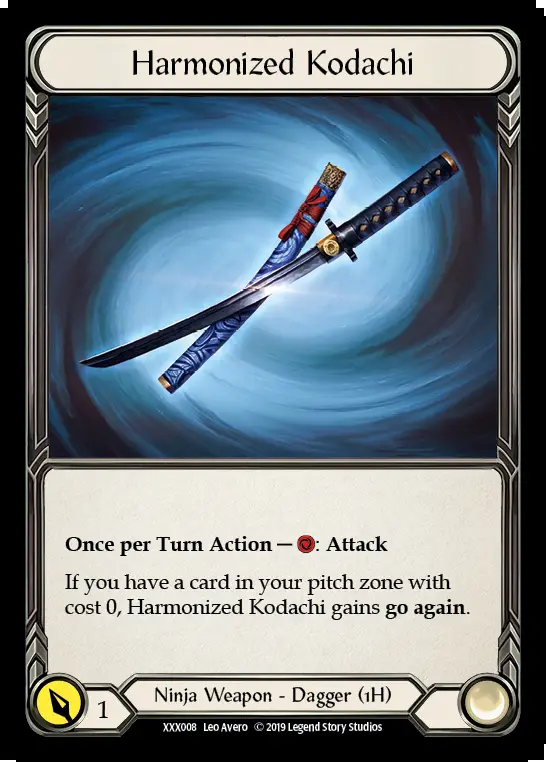 Harmonized Kodachi
Once per Turn Action — : Attack
If you have a card in your pitch zone with
cost 0, Harmonized Kodachi gains go again.
1
Ninja Weapon - Dagger (1H)
XXX008 Leo Avero © 2019 Legend Story Studios